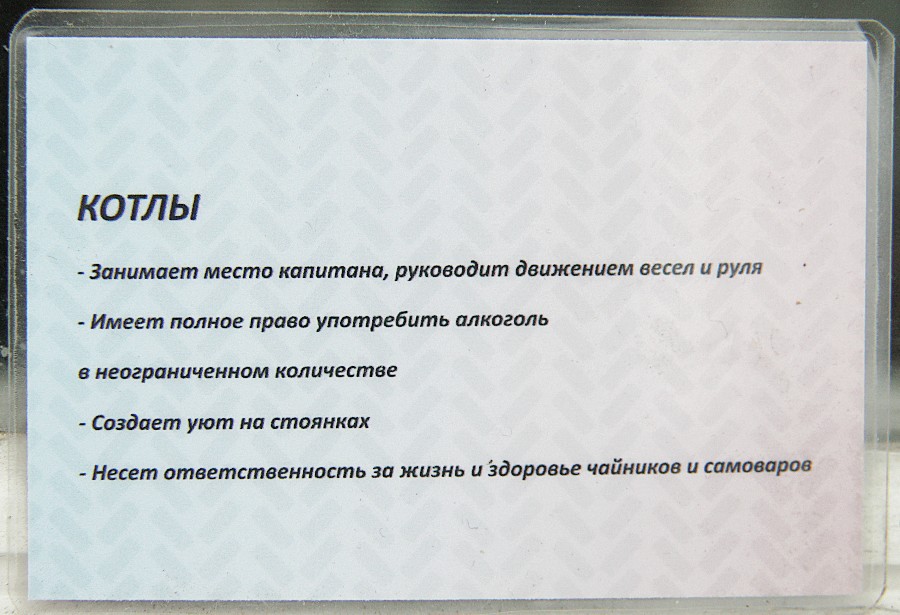 КОТЛЫ
- Занимает место капитана, руководит движением весел и руля
- Имеет полное право употребить алкоголь
в неограниченном количестве
- Создает уют на стоянках
- Несет ответственность за жизнь и здоровье чайников и самоваров